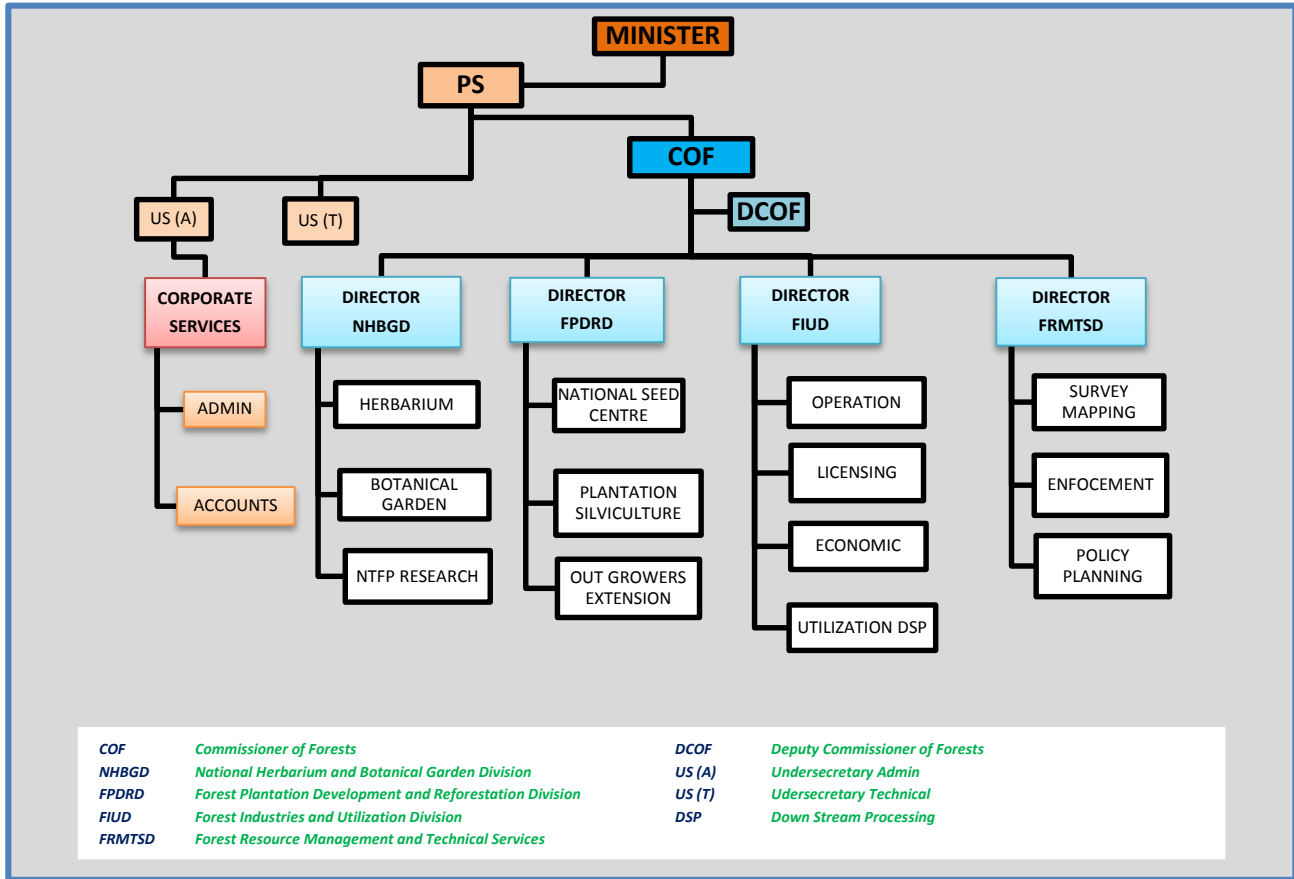 MINISTER
PS
COF
DCOF
US (A)
US (T)
CORPORATE
SERVICES
DIRECTOR
NHBGD
DIRECTOR
FPDRD
DIRECTOR
FIUD
DIRECTOR
FRMTSD
ADMIN
ACCOUNTS
HERBARIUM
BOTANICAL
GARDEN
NTFP RESEARCH
NATIONAL SEED
CENTRE
PLANTATION
SILVICULTURE
OUT GROWERS
EXTENSION
OPERATION
LICENSING
ECONOMIC
UTILIZATION DSP
SURVEY
MAPPING
ENFOCEMENT
POLICY
PLANNING
COF Commissioner of Forests
NHBGD National Herbarium and Botanical Garden Division
FPDRD Forest Plantation Development and Reforestation Division
FIUD Forest Industries and Utilization Division
FRMTSD Forest Resource Management and Technical Services
DCOF Deputy Commissioner of Forests
US (A) Undersecretary Admin
US (T) Udersecretary Technical
DSP Down Stream Processing